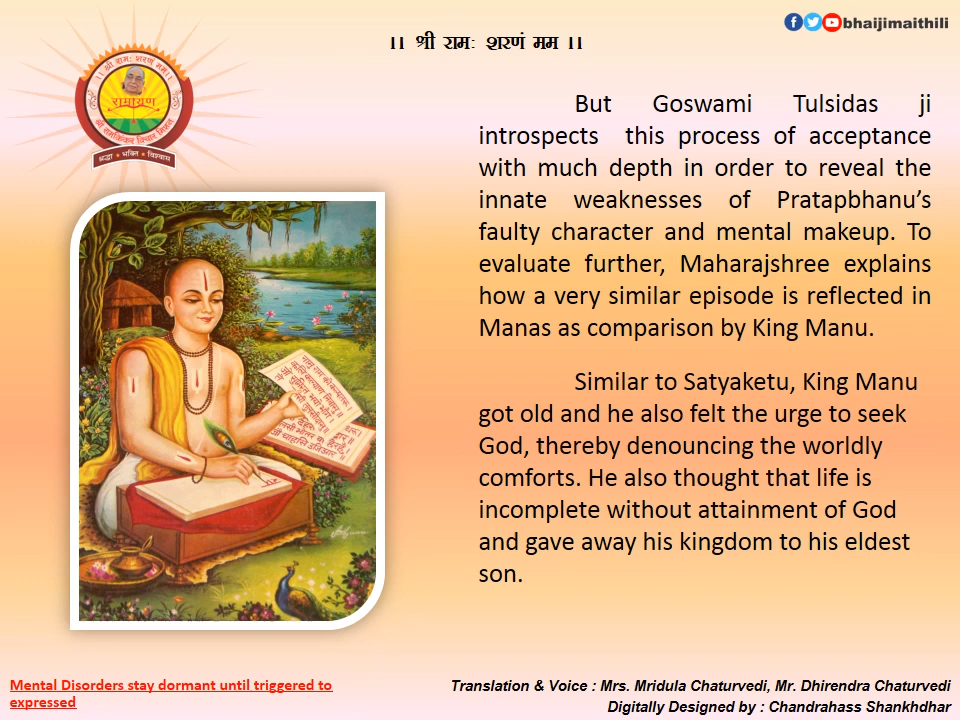 bhaijimaithili
।। श्री रामः शरणं मम ।।
।। श्री रामः शरणं मम ।।
रामायण
श्रद्धा • भक्ति • विश्वास
But Goswami Tulsidas ji
introspects this process of acceptance
with much depth in order to reveal the
innate weaknesses of Pratapbhanu’s
faulty character and mental makeup. To
evaluate further, Maharajshree explains
how a very similar episode is reflected in
Manas as comparison by King Manu.
Similar to Satyaketu, King Manu
got old and he also felt the urge to seek
God, thereby denouncing the worldly
comforts. He also thought that life is
incomplete without attainment of God
and gave away his kingdom to his eldest
son.
Mental Disorders stay dormant until triggered to
expressed
Translation & Voice : Mrs. Mridula Chaturvedi, Mr. Dhirendra Chaturvedi
Digitally Designed by : Chandrahass Shankhdhar